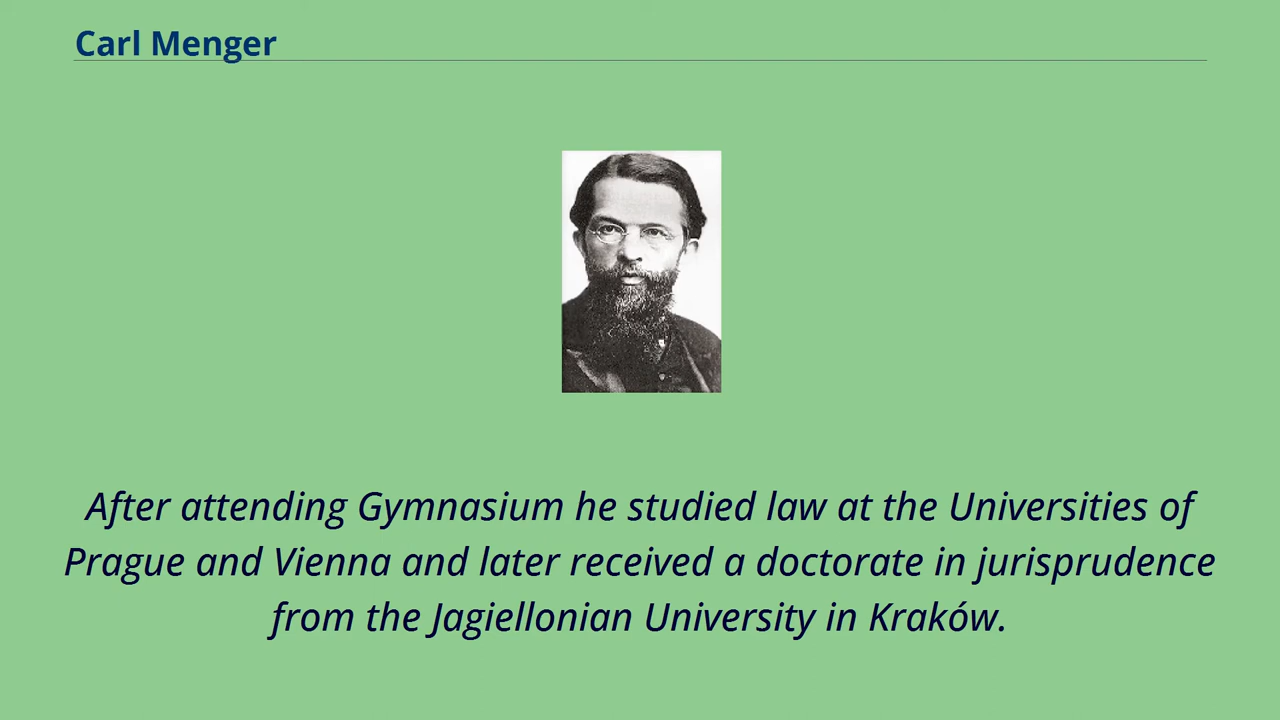 Carl Menger
After attending Gymnasium he studied law at the Universities of
Prague and Vienna and later received a doctorate in jurisprudence
from the Jagiellonian University in Kraków.